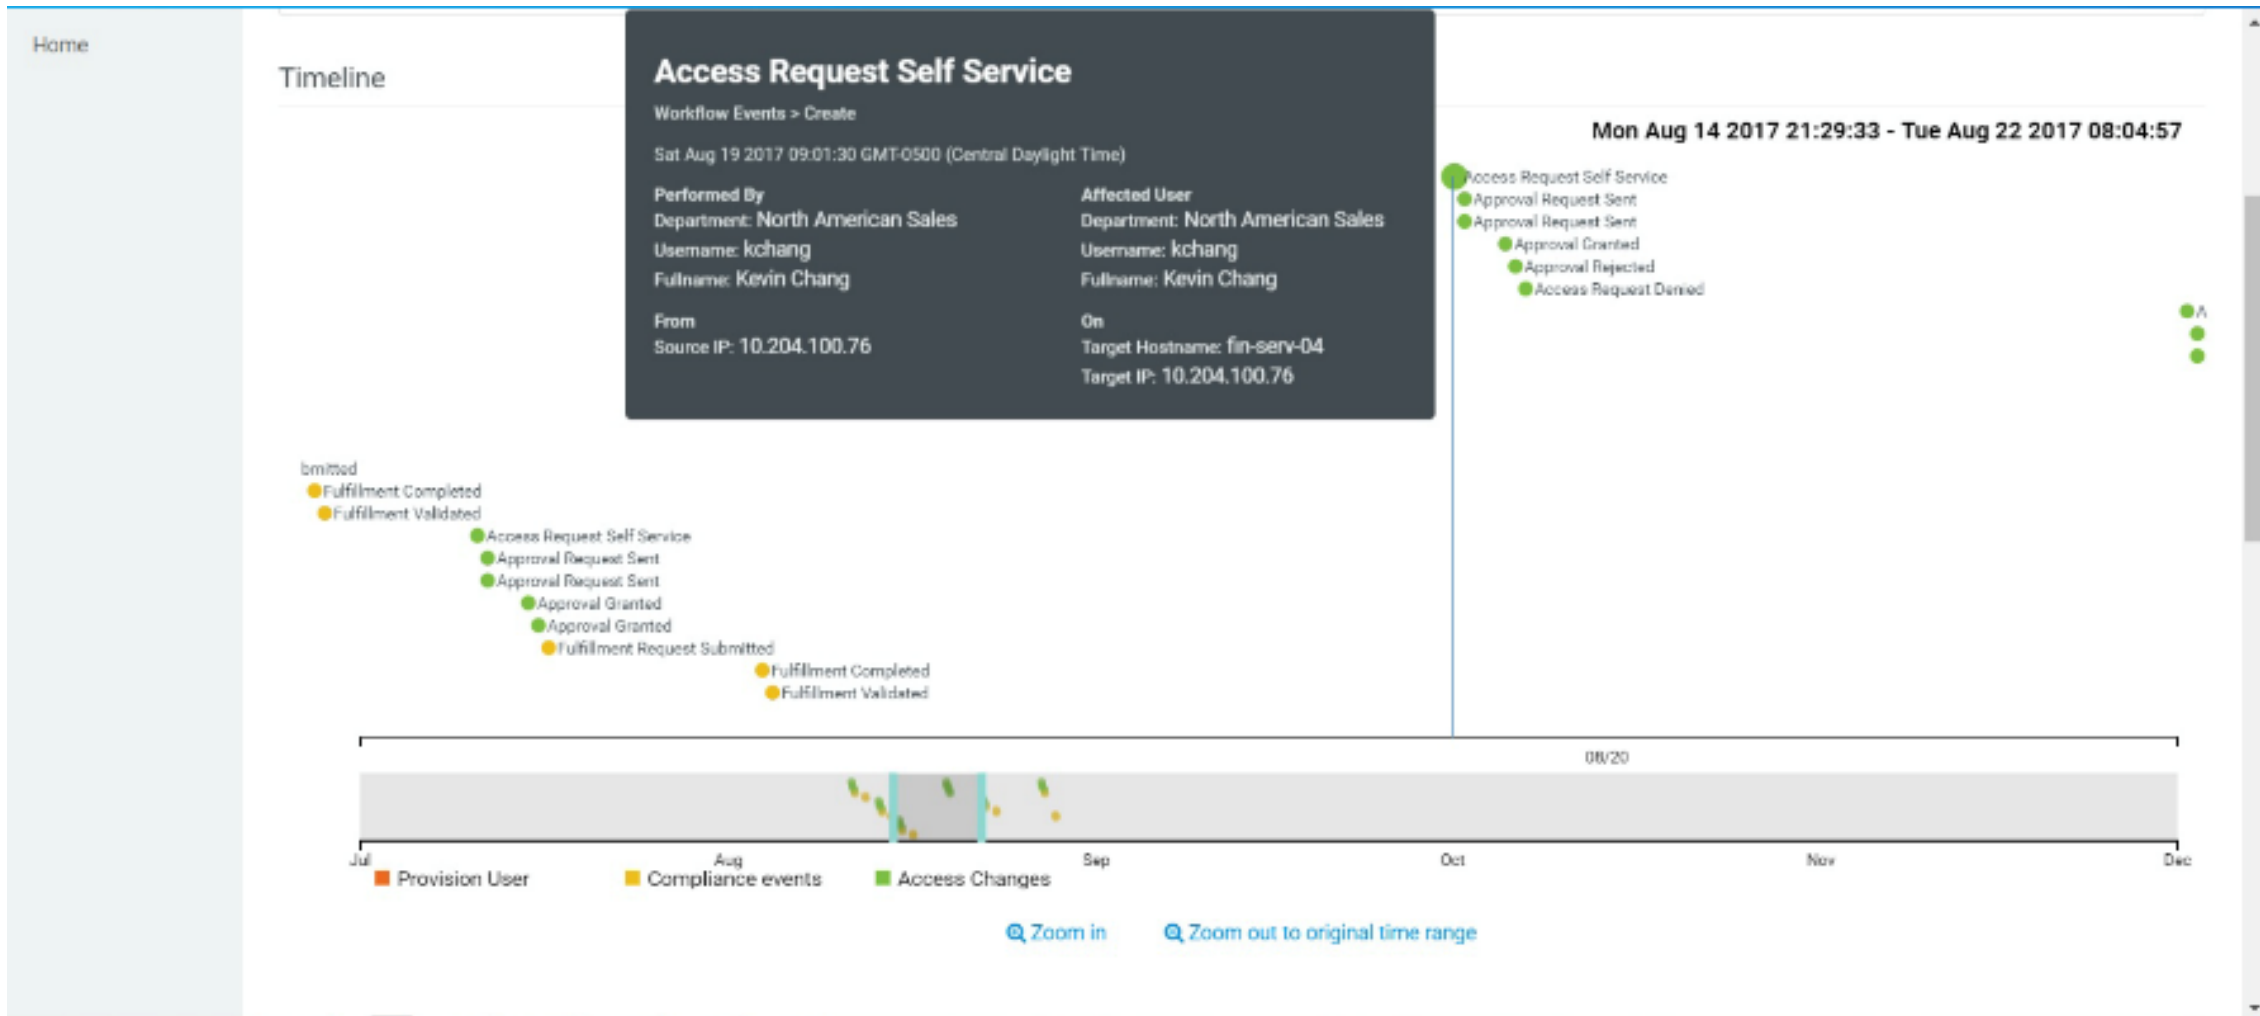 Home
Timeline
Access Request Self Service
Workflow Events > Create
Sat Aug 19 2017 09:01:30 GMT-0500 (Central Daylight Time)
Performed By
Department: North American Sales
Username: kchang
Fullname: Kevin Chang
Affected User
Department: North American Sales
Username: kchang
Fullname: Kevin Chang
From
Source IP: 10.204.100.76
On
Target Hostname: fin-serv-04
Target IP: 10.204.100.76
Mon Aug 14 2017 21:29:33 - Tue Aug 22 2017 08:04:57
Access Request Self Service
Approval Request Sent
Approval Request Sent
Approval Granted
Approval Rejected
Access Request Denied
A
bmitted
Fulfillment Completed
Fulfillment Validated
Access Request Self Service
Approval Request Sent
Approval Request Sent
Approval Granted
Approval Granted
Fulfillment Request Submitted
Fulfillment Completed
Fulfillment Validated
08/20
Jul Aug Sep Oct Nov Dec
Provision User Compliance events Access Changes
Zoom in Zoom out to original time range